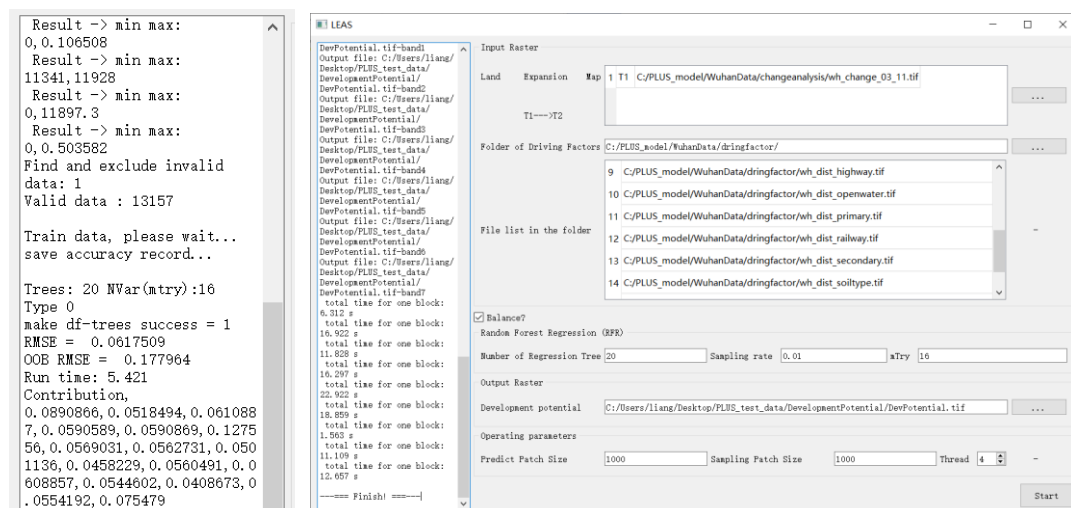 Result -> min max:
0,0.106508
Result -> min max:
11341,11928
Result -> min max:
0,11897.3
Result -> min max:
0,0.503582
Find and exclude invalid
data: 1
Valid data : 13157
Train data, please wait...
save accuracy record...
Trees: 20 NVar(mtry):16
Type 0
make df-trees success = 1
RMSE =  0.0617509
OOB RMSE =  0.177964
Run time: 5.421
Contribution,
0.0890866,0.0518494,0.061088
7,0.0590589,0.0590869,0.1275
56,0.0569031,0.0562731,0.050
1136,0.0458229,0.0560491,0.0
608857,0.0544602,0.0408673,0
.0554192,0.075479
LEAS
DevPotential.tif-band1
Output file: C:/Users/liang/
Desktop/PLUS_test_data/
DevelopmentPotential/
DevPotential.tif-band2
Output file: C:/Users/liang/
Desktop/PLUS_test_data/
DevelopmentPotential/
DevPotential.tif-band3
Output file: C:/Users/liang/
Desktop/PLUS_test_data/
DevelopmentPotential/
DevPotential.tif-band4
Output file: C:/Users/liang/
Desktop/PLUS_test_data/
DevelopmentPotential/
DevPotential.tif-band5
Output file: C:/Users/liang/
Desktop/PLUS_test_data/
DevelopmentPotential/
DevPotential.tif-band6
Output file: C:/Users/liang/
Desktop/PLUS_test_data/
DevelopmentPotential/
DevPotential.tif-band7
total time for one block:
6.312 s
total time for one block:
16.922 s
total time for one block:
11.828 s
total time for one block:
16.297 s
total time for one block:
22.922 s
total time for one block:
18.859 s
total time for one block:
1.563 s
total time for one block:
11.109 s
total time for one block:
12.657 s
----=== Finish! ===----
Input Raster
Land Expansion Map 1 T1 C:/PLUS_model/WuhanData/changeanalysis/wh_change_03_11.tif
...
T1--->T2
Folder of Driving Factors C:/PLUS_model/WuhanData/dringfactor/ ...
File list in the folder
9 C:/PLUS_model/WuhanData/dringfactor/wh_dist_highway.tif
10 C:/PLUS_model/WuhanData/dringfactor/wh_dist_openwater.tif
11 C:/PLUS_model/WuhanData/dringfactor/wh_dist_primary.tif
12 C:/PLUS_model/WuhanData/dringfactor/wh_dist_railway.tif
13 C:/PLUS_model/WuhanData/dringfactor/wh_dist_secondary.tif
14 C:/PLUS_model/WuhanData/dringfactor/wh_dist_soiltype.tif
-
Balance?
Random Forest Regression (RFR)
Number of Regression Tree 20 Sampling rate 0.01 mTry 16
Output Raster
Development potential C:/Users/liang/Desktop/PLUS_test_data/DevelopmentPotential/DevPotential.tif ...
Operating parameters
Predict Patch Size 1000 Sampling Patch Size 1000 Thread 4 -
Start